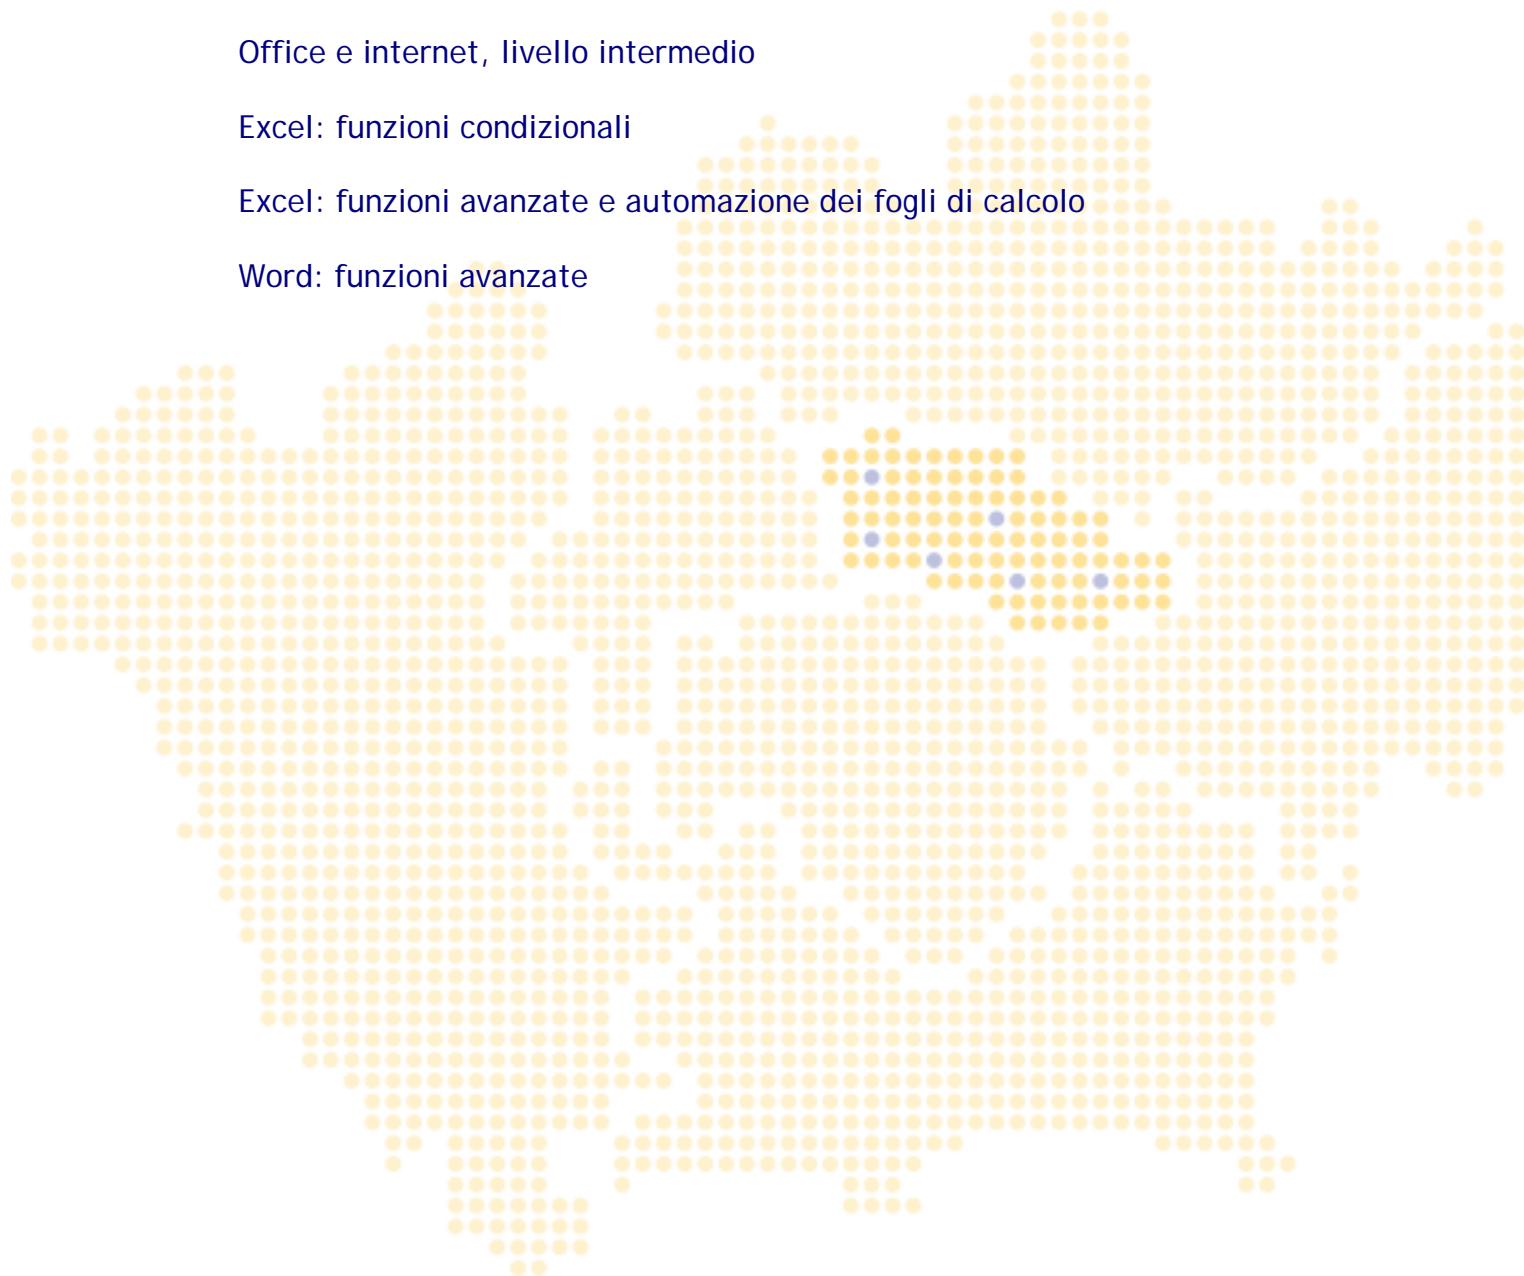 Office e internet, livello intermedio
Excel: funzioni condizionali
Excel: funzioni avanzate e automazione dei fogli di calcolo
Word: funzioni avanzate